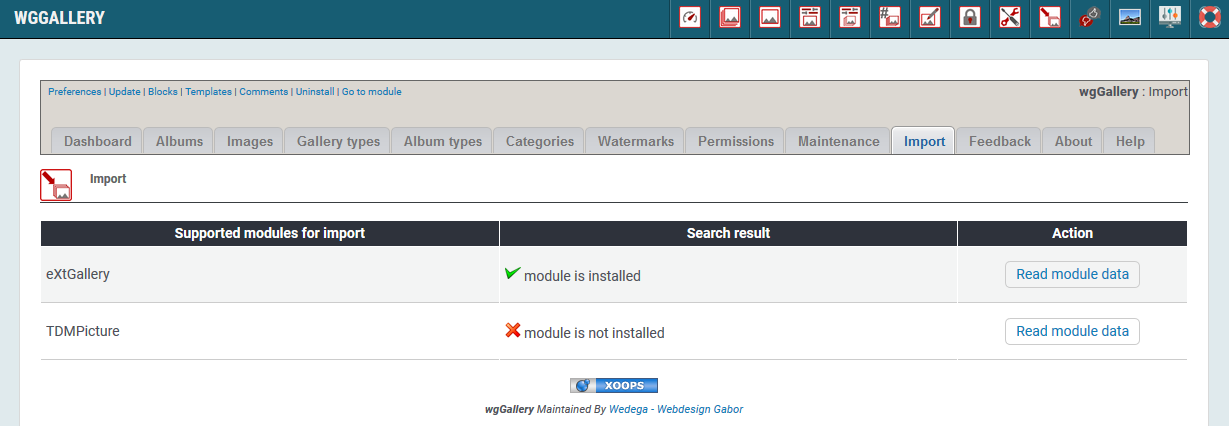 WGGALLERY
Preferences | Update | Blocks | Templates | Comments | Uninstall | Go to module
wgGallery : Import
Dashboard Albums Images Gallery types Album types Categories Watermarks Permissions Maintenance Import Feedback About Help
Import
Supported modules for import Search result Action
eXtGallery module is installed Read module data
TDMPicture module is not installed Read module data
XOOPS
wgGallery Maintained By Wedega - Webdesign Gabor